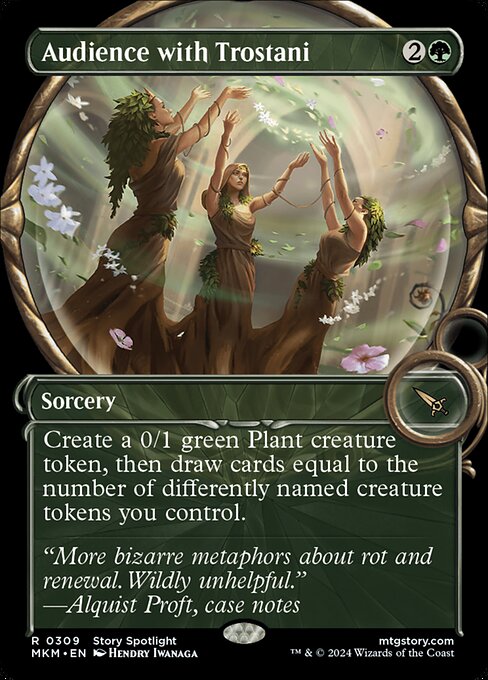 Audience with Trostani 2
Sorcery
Create a 0/1 green Plant creature
token, then draw cards equal to the
number of differently named creature
tokens you control.
“More bizarre metaphors about rot and
renewal. Wildly unhelpful.”
—Alquist Proft, case notes
R 0309 Story Spotlight mtgstory.com
MKM • EN Hendry Iwanaga ™ & © 2024 Wizards of the Coast